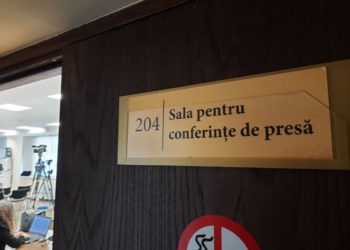 204
Sala pentru
conferințe de presă